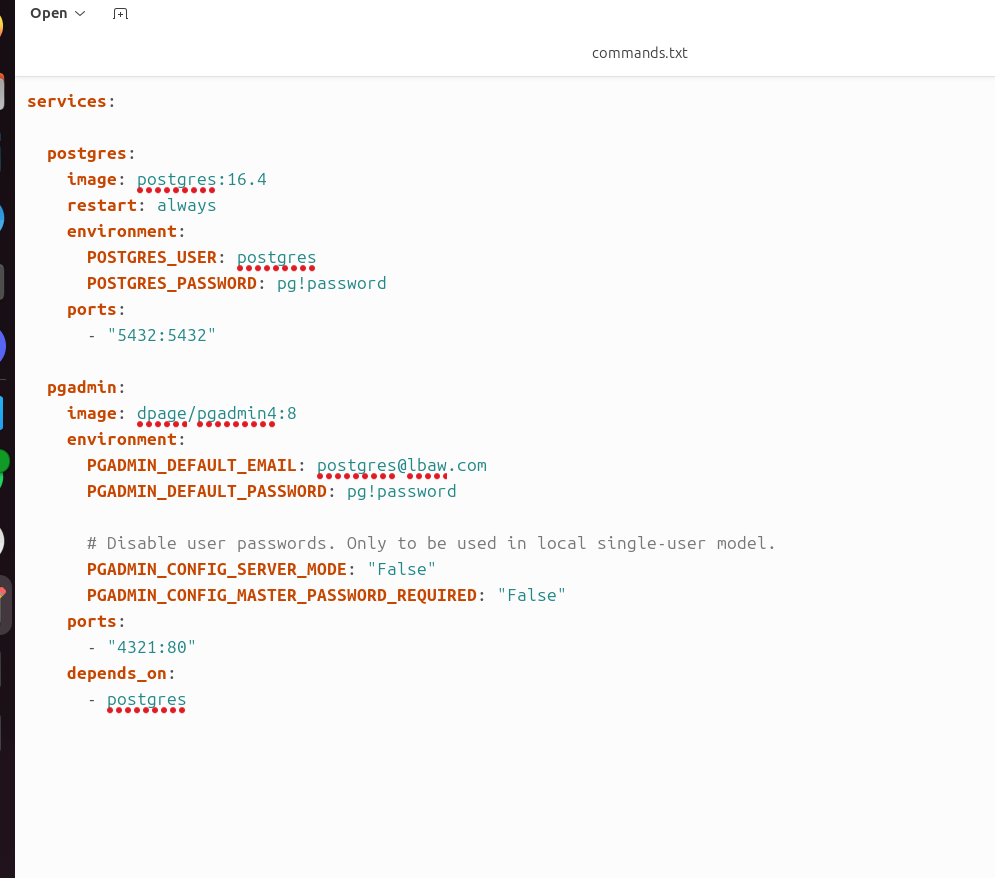 Open
commands.txt
services:
postgres:
image: postgres:16.4
restart: always
environment:
POSTGRES_USER: postgres
POSTGRES_PASSWORD: pg!password
ports:
- "5432:5432"
pgadmin:
image: dpage/pgadmin4:8
environment:
PGADMIN_DEFAULT_EMAIL: postgres@lbaw.com
PGADMIN_DEFAULT_PASSWORD: pg!password
# Disable user passwords. Only to be used in local single-user model.
PGADMIN_CONFIG_SERVER_MODE: "False"
PGADMIN_CONFIG_MASTER_PASSWORD_REQUIRED: "False"
ports:
- "4321:80"
depends_on:
- postgres